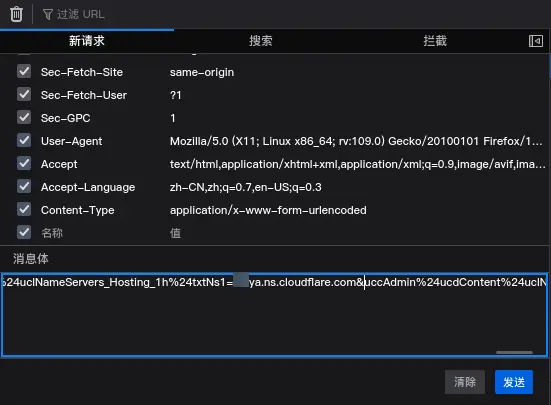 过滤 URL
新请求
搜索
拦截
Sec-Fetch-Site same-origin
Sec-Fetch-User ?1
Sec-GPC 1
User-Agent Mozilla/5.0 (X11; Linux x86_64; rv:109.0) Gecko/20100101 Firefox/1...
Accept text/html,application/xhtml+xml,application/xml;q=0.9,image/avif,ima...
Accept-Language zh-CN,zh;q=0.7,en-US;q=0.3
Content-Type application/x-www-form-urlencoded
名称 值
消息体
%24uclNameServers_Hosting_1h%24txtNs1= ya.ns.cloudflare.com&uccAdmin%24ucdContent%24uclN
清除 发送